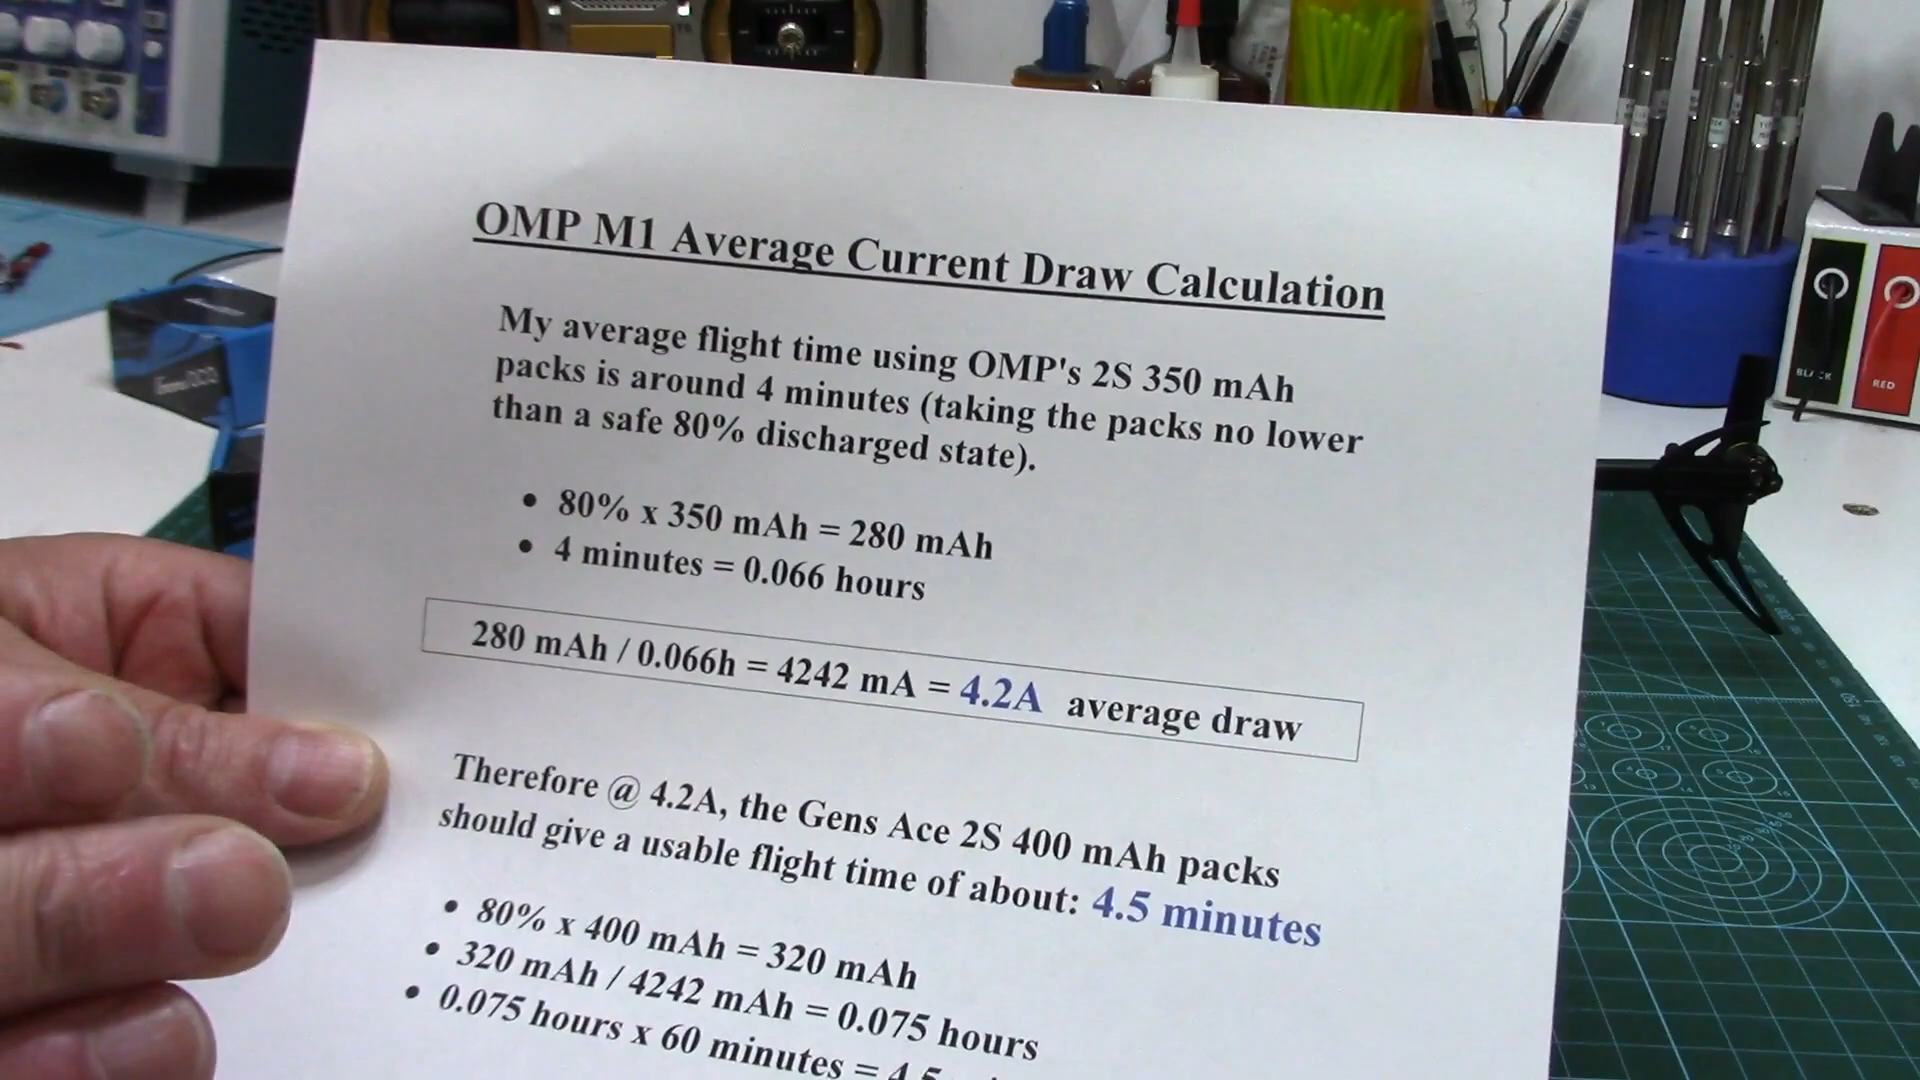 OMP M1 Average Current Draw Calculation
My average flight time using OMP's 2S 350 mAh
packs is around 4 minutes (taking the packs no lower
than a safe 80% discharged state).
• 80% x 350 mAh = 280 mAh
• 4 minutes = 0.066 hours
280 mAh / 0.066h = 4242 mA = 4.2A average draw
Therefore @ 4.2A, the Gens Ace 2S 400 mAh packs
should give a usable flight time of about: 4.5 minutes
• 80% x 400 mAh = 320 mAh
• 320 mAh / 4242 mAh = 0.075 hours
• 0.075 hours x 60 minutes = 4.5
RED